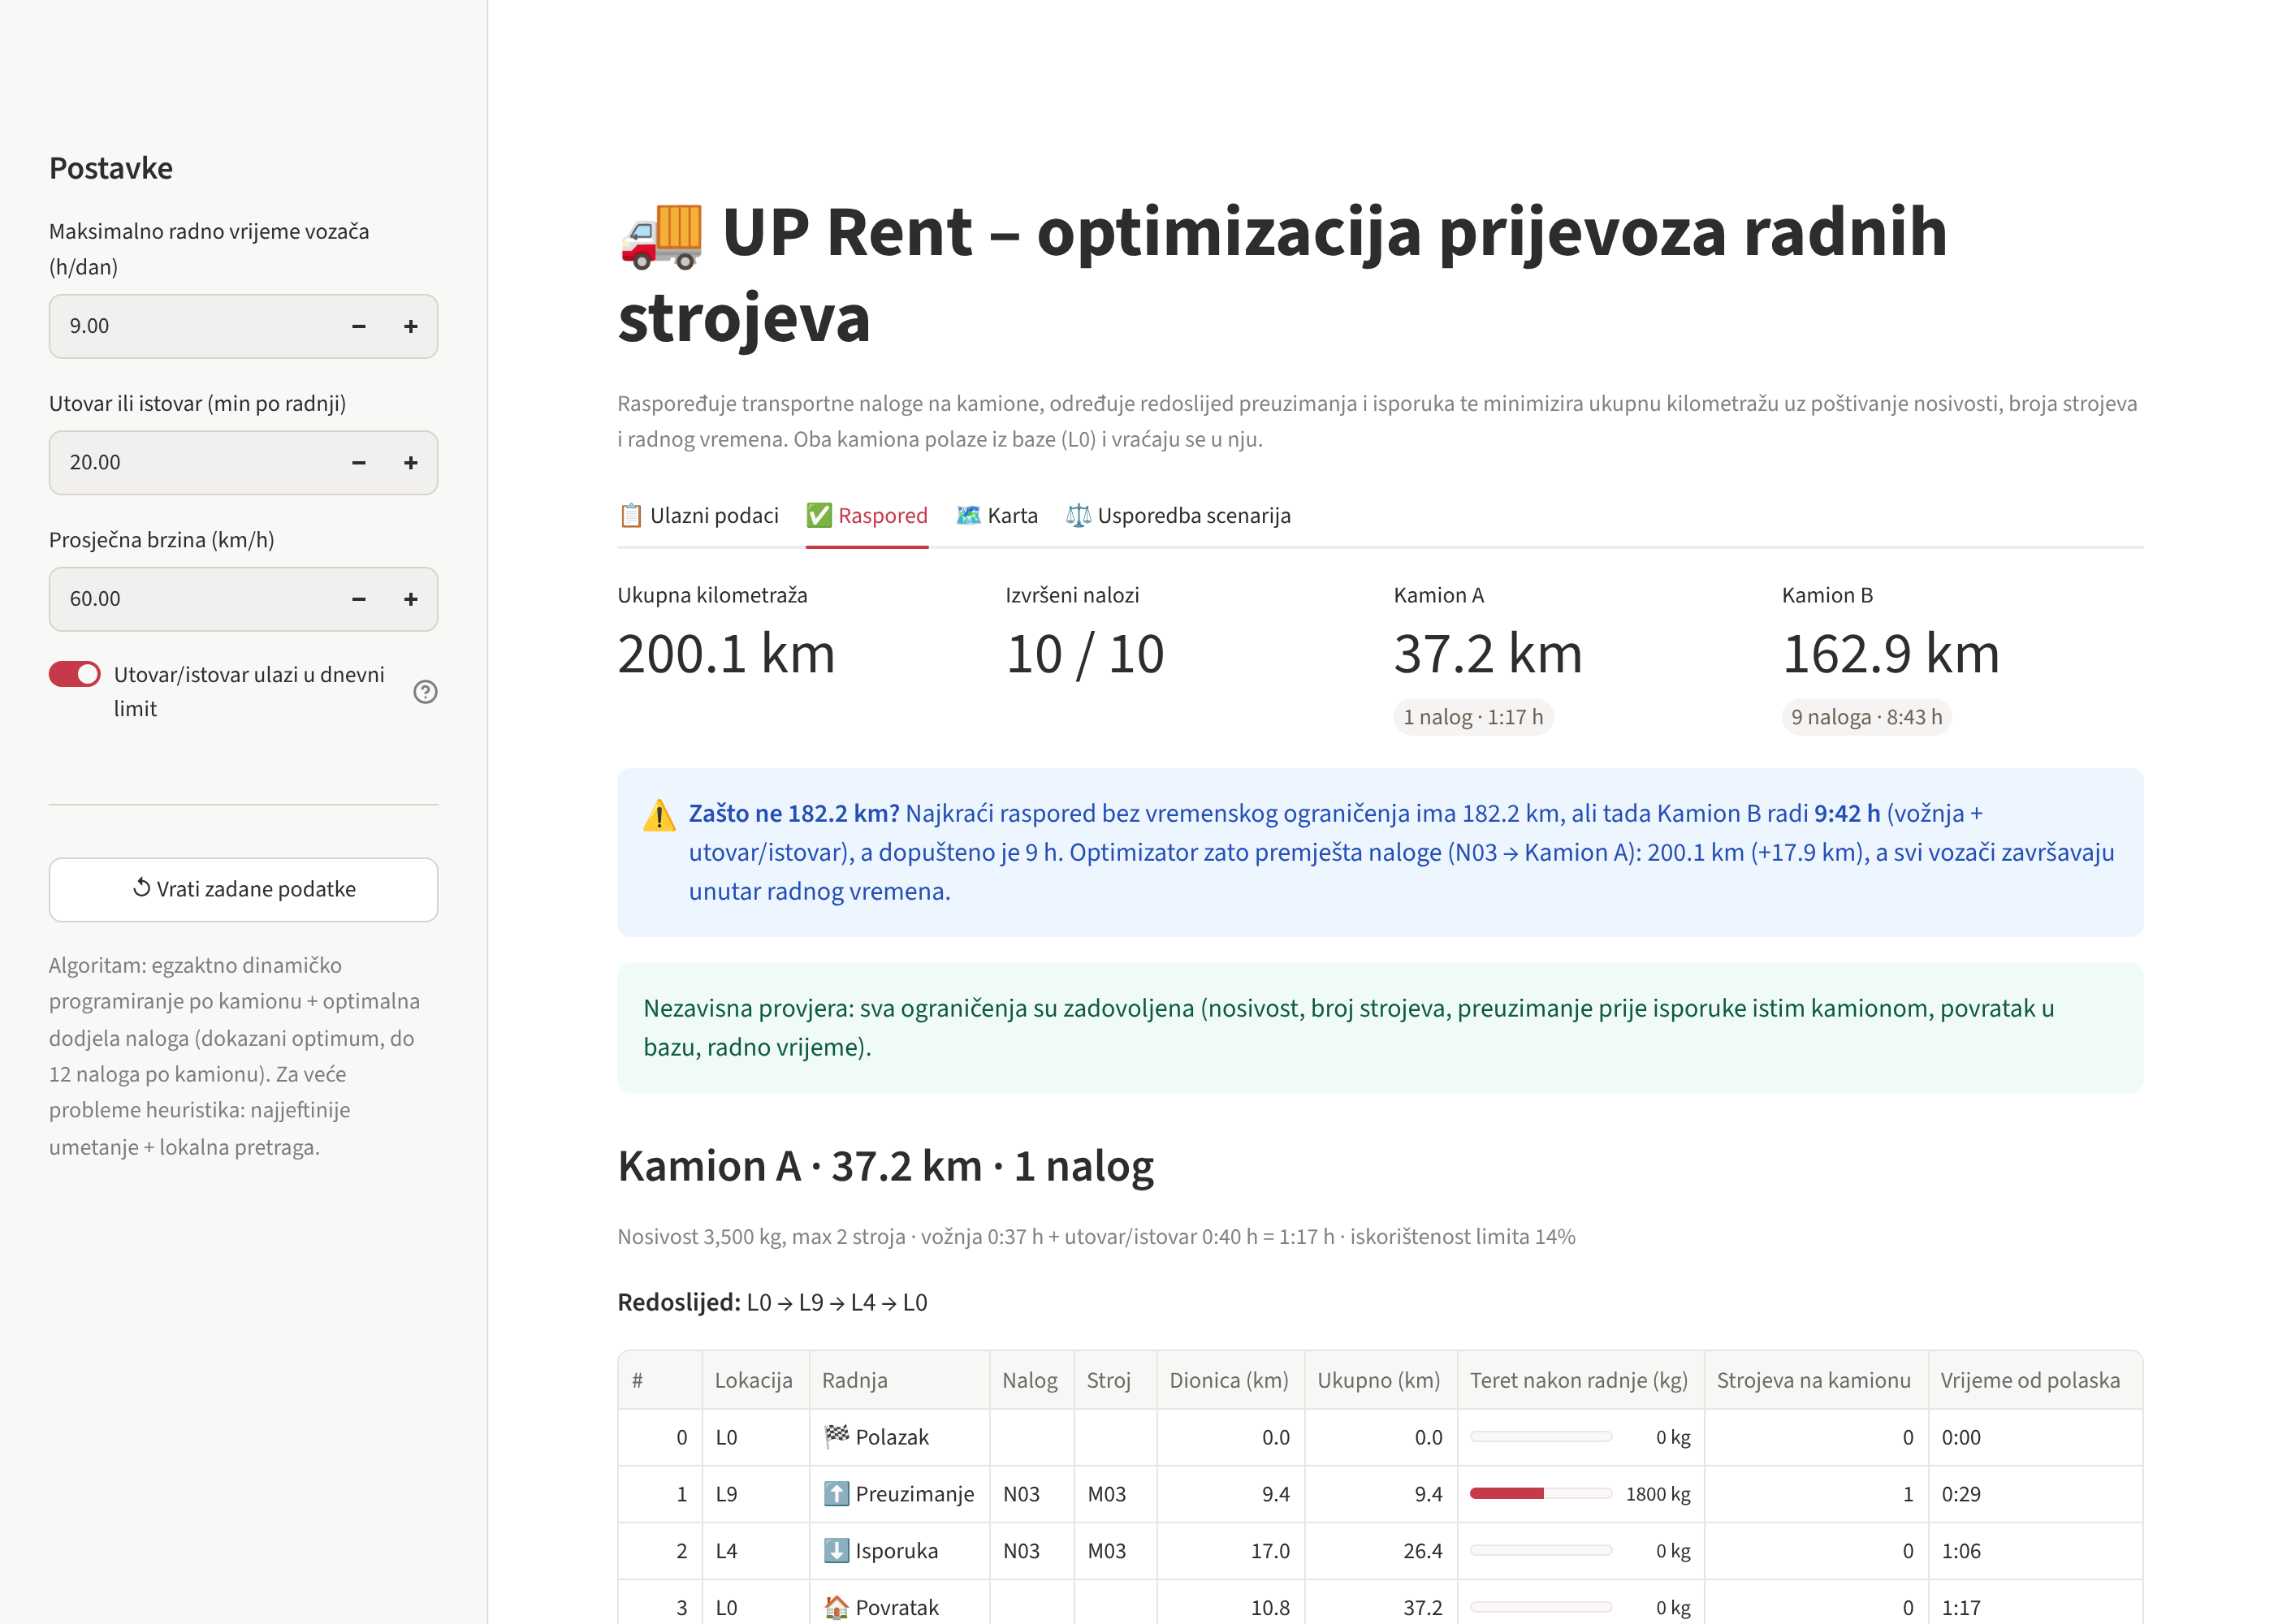 Postavke
Maksimalno radno vrijeme vozača
(h/dan)
9.00
Utovar ili istovar (min po radnji)
20.00
Prosječna brzina (km/h)
60.00
Utovar/istovar ulazi u dnevni
limit
Vrati zadane podatke
Algoritam: egzaktno dinamičko
programiranje po kamionu + optimalna
dodjela naloga (dokazani optimum, do
12 naloga po kamionu). Za veće
probleme heuristika: najjeftinije
umetanje + lokalna pretraga.
UP Rent – optimizacija prijevoza radnih
strojeva
Raspoređuje transportne naloge na kamione, određuje redoslijed preuzimanja i isporuka te minimizira ukupnu kilometražu uz poštivanje nosivosti, broja strojeva
i radnog vremena. Oba kamiona polaze iz baze (L0) i vraćaju se u nju.
Ulazni podaci Raspored Karta Usporedba scenarija
Ukupna kilometraža Izvršeni nalozi Kamion A Kamion B
200.1 km 10 / 10 37.2 km 162.9 km
1 nalog · 1:17 h 9 naloga · 8:43 h
Zašto ne 182.2 km? Najkraći raspored bez vremenskog ograničenja ima 182.2 km, ali tada Kamion B radi 9:42 h (vožnja +
utovar/istovar), a dopušteno je 9 h. Optimizator zato premješta naloge (N03 → Kamion A): 200.1 km (+17.9 km), a svi vozači završavaju
unutar radnog vremena.
Nezavisna provjera: sva ograničenja su zadovoljena (nosivost, broj strojeva, preuzimanje prije isporuke istim kamionom, povratak u
bazu, radno vrijeme).
Kamion A · 37.2 km · 1 nalog
Nosivost 3,500 kg, max 2 stroja · vožnja 0:37 h + utovar/istovar 0:40 h = 1:17 h · iskorištenost limita 14%
Redoslijed: L0 → L9 → L4 → L0
# Lokacija Radnja Nalog Stroj Dionica (km) Ukupno (km) Teret nakon radnje (kg) Strojeva na kamionu Vrijeme od polaska
0 L0 Polazak 0.0 0.0 0 kg 0 0:00
1 L9 Preuzimanje N03 M03 9.4 9.4 1800 kg 1 0:29
2 L4 Isporuka N03 M03 17.0 26.4 0 kg 0 1:06
3 L0 Povratak 10.8 37.2 0 kg 0 1:17